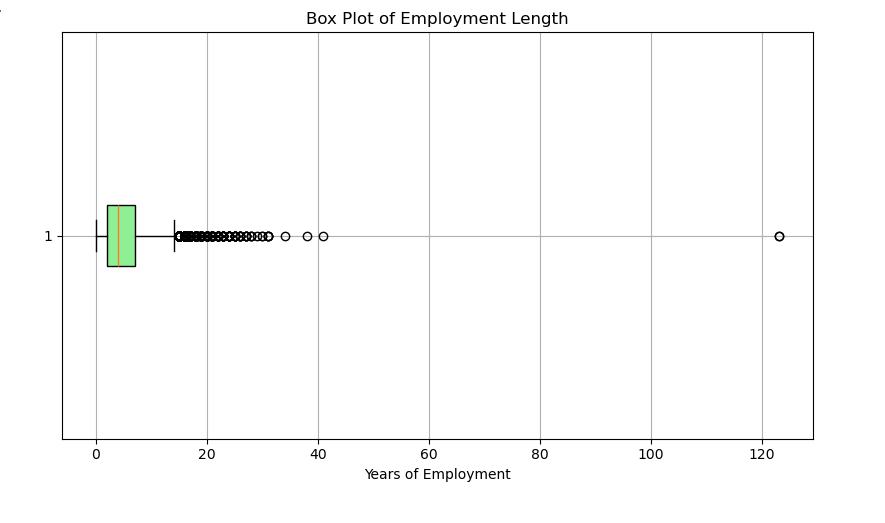 Box Plot of Employment Length
1
0 20 40 60 80 100 120
Years of Employment